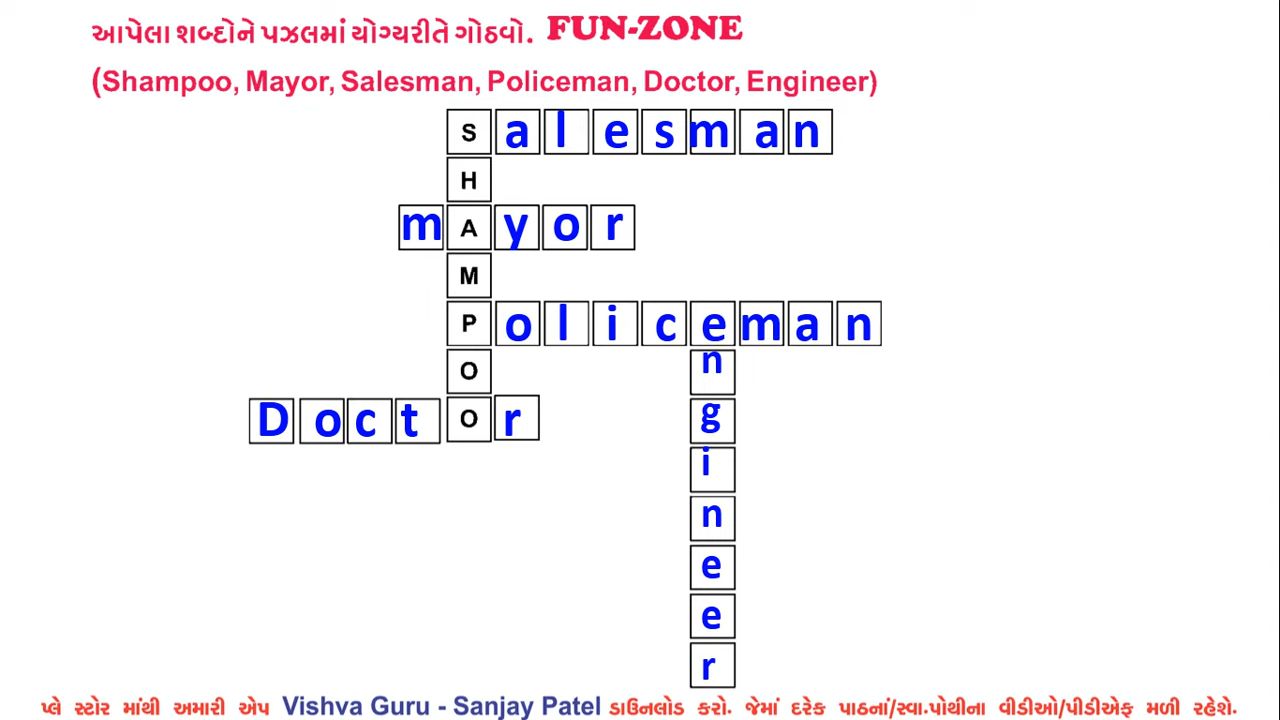 આપેલા શબ્દોને પઝલમાં યોગ્યરીતે ગોઠવો. FUN-ZONE
(Shampoo, Mayor, Salesman, Policeman, Doctor, Engineer)
S a l e s m a n
H
m A y o r
M
P o l i c e m a n
O n
D o c t O r g
i
n
e
e
r
પ્લે સ્ટોર માંથી અમારી એપ Vishva Guru - Sanjay Patel ડાઉનલોડ કરો. જેમાં દરેક પાઠનાં/સ્વા.પોથીના વીડીઓ/પીડીએફ મળી રહેશે.